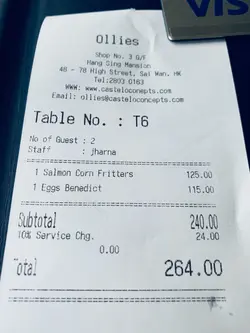 VIS
Ollies
Shop No. 3 G/F
Hang Sing Mansion
48 - 78 High Street, Sai Wan, HK
Tel:2803 0163
WWW: www.casteloconcepts.com
Email: ollies@casteloconcepts.com
Table No. : T6
No of Guest : 2
Staff : jharna
1 Salmon Corn Fritters 125.00
1 Eggs Benedict 115.00
Subtotal 240.00
10% Service Chg. 24.00
0.00
Total 264.00